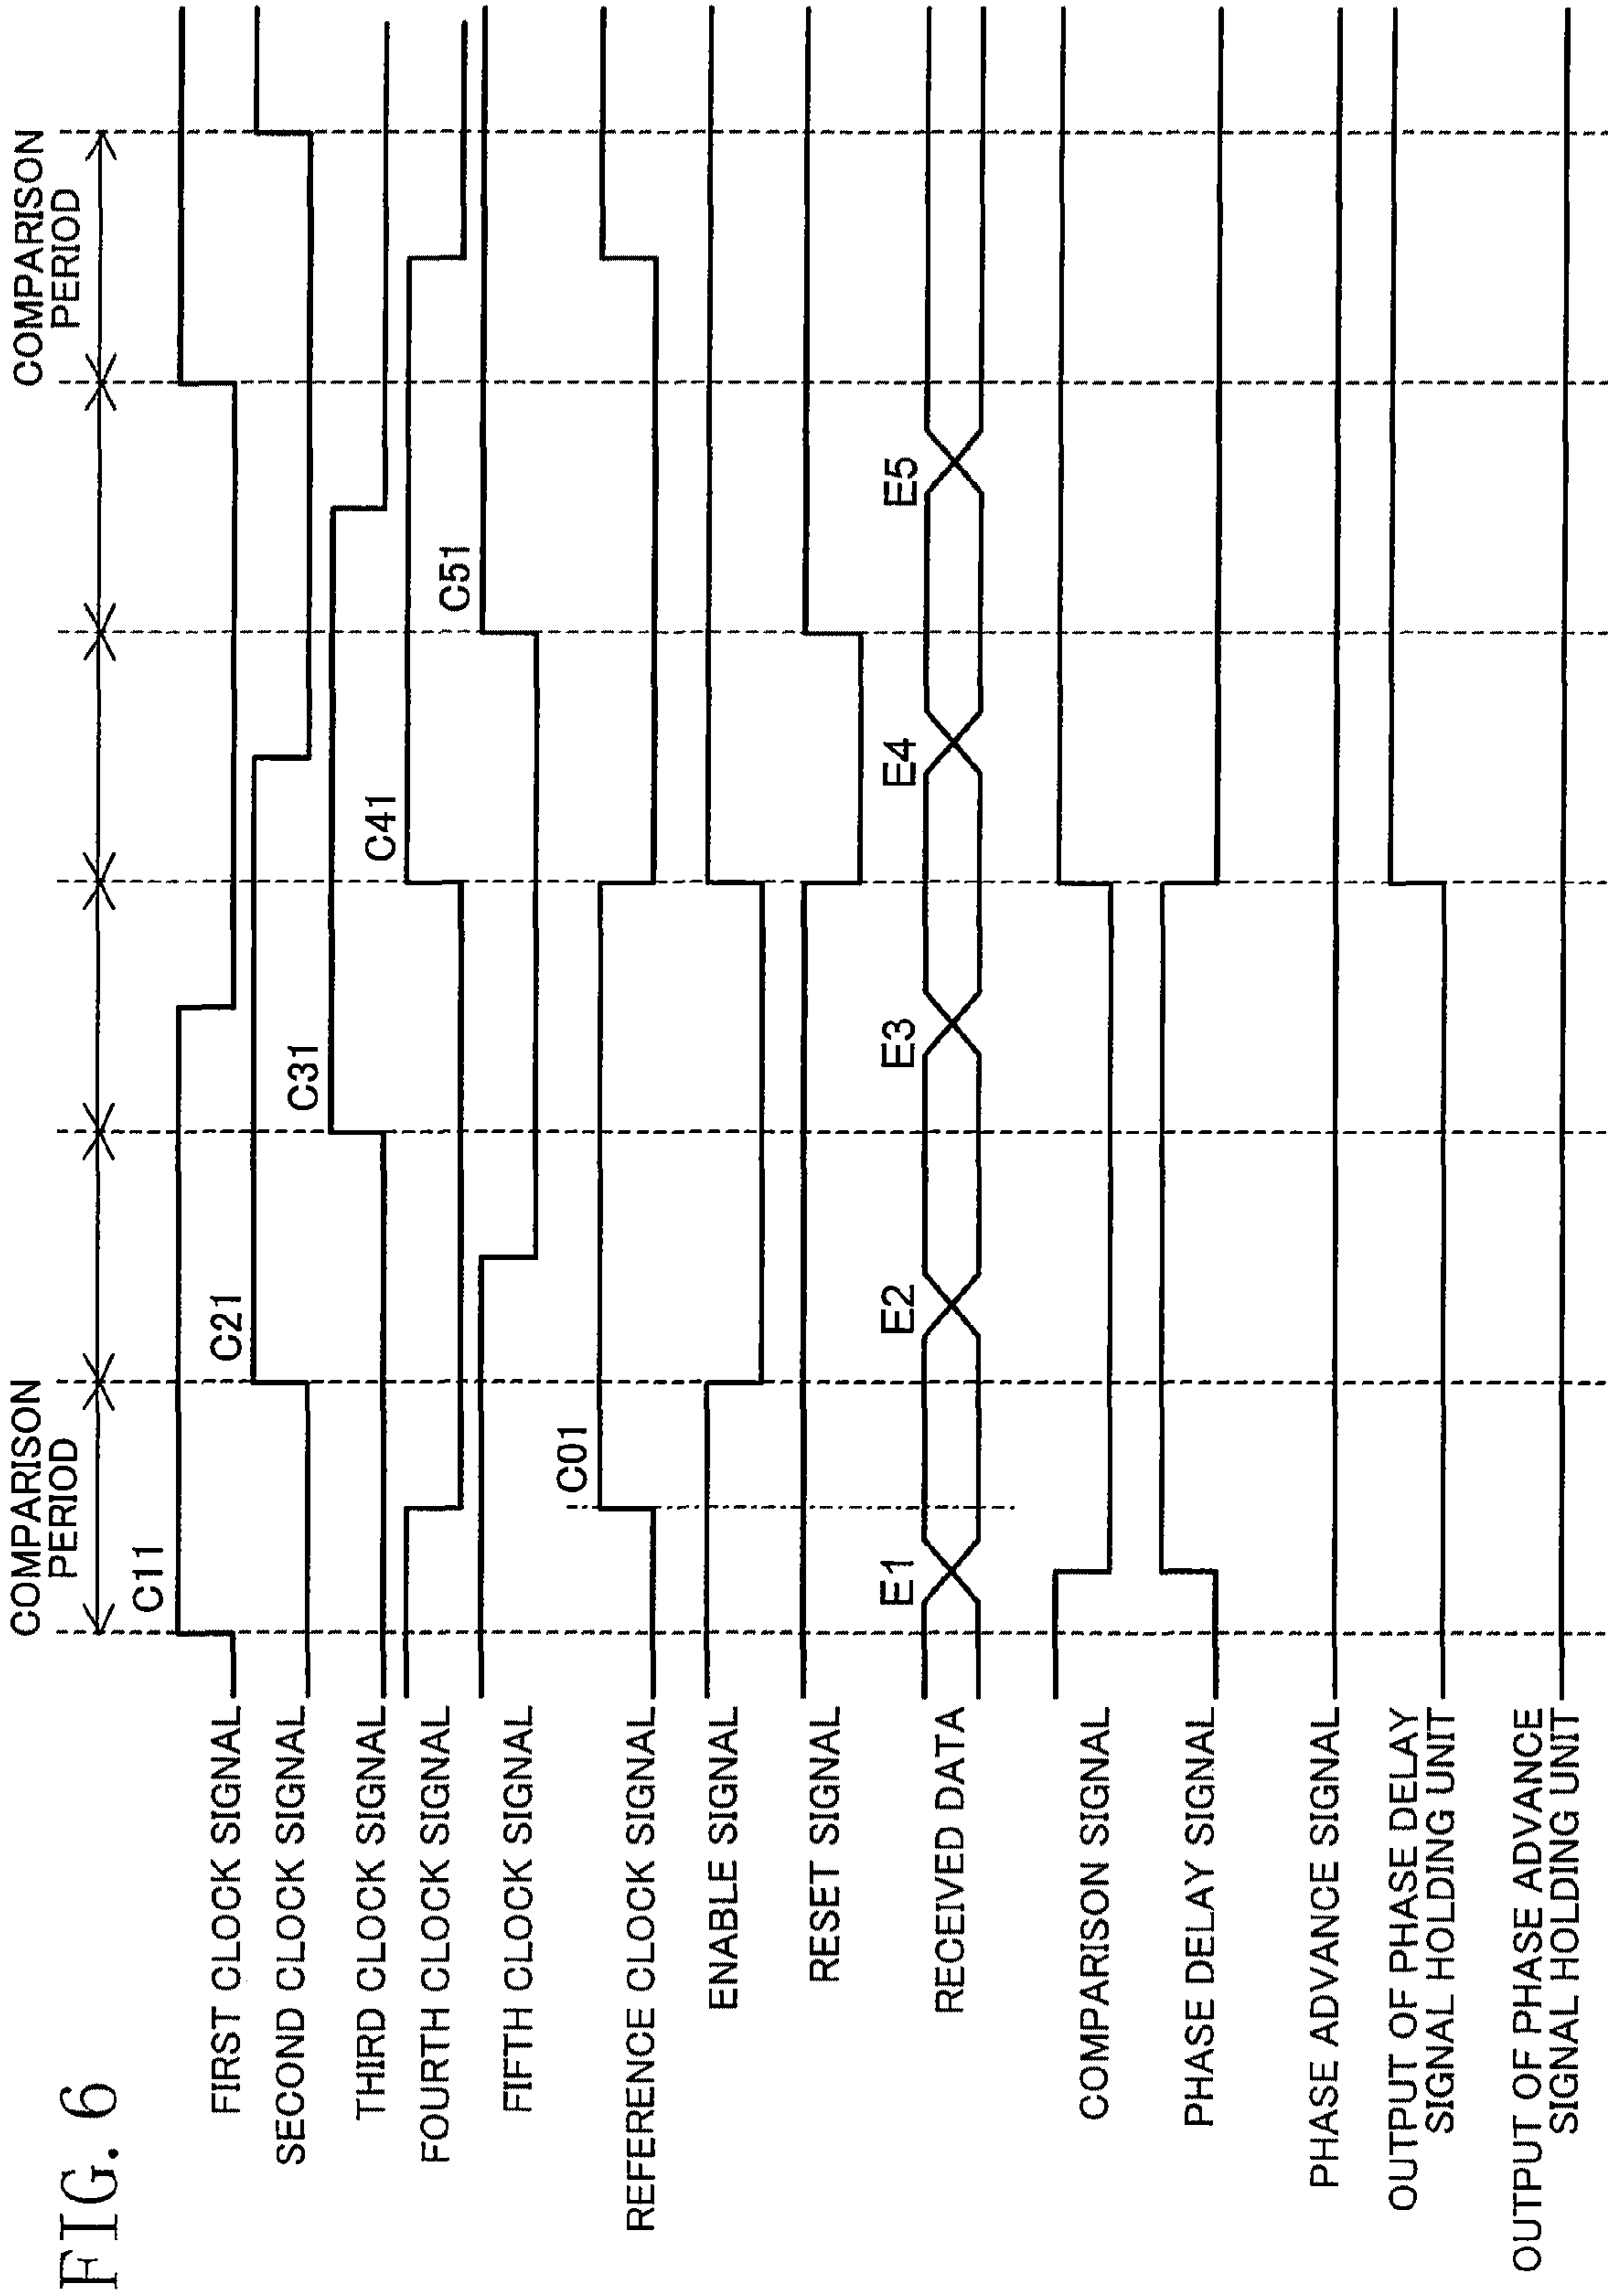 FIG. 6
COMPARISON
PERIOD
COMPARISON
PERIOD
FIRST CLOCK SIGNAL
C11
SECOND CLOCK SIGNAL
C21
THIRD CLOCK SIGNAL
C31
FOURTH CLOCK SIGNAL
C41
FIFTH CLOCK SIGNAL
C51
REFERENCE CLOCK SIGNAL
C01
ENABLE SIGNAL
RESET SIGNAL
RECEIVED DATA
E1
E2
E3
E4
E5
COMPARISON SIGNAL
PHASE DELAY SIGNAL
PHASE ADVANCE SIGNAL
OUTPUT OF PHASE DELAY
SIGNAL HOLDING UNIT
OUTPUT OF PHASE ADVANCE
SIGNAL HOLDING UNIT